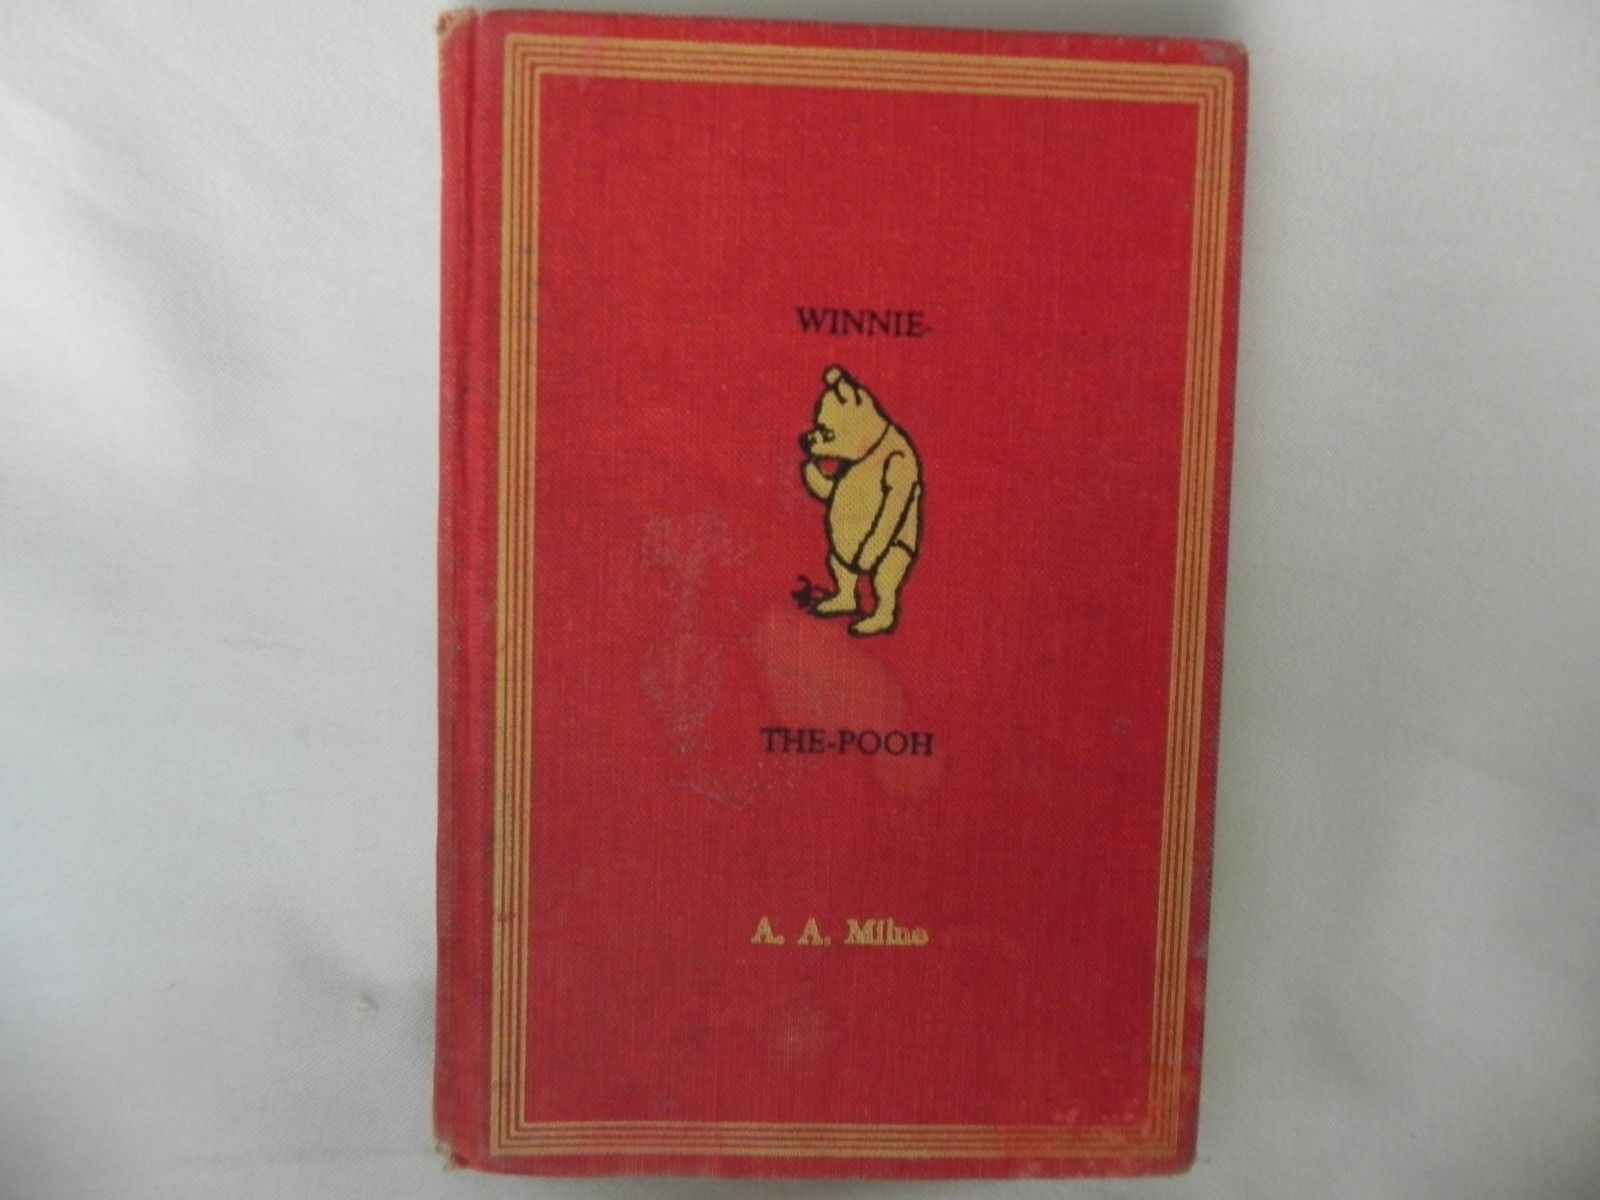 WINNIE-
THE-POOH
A. A. Milne